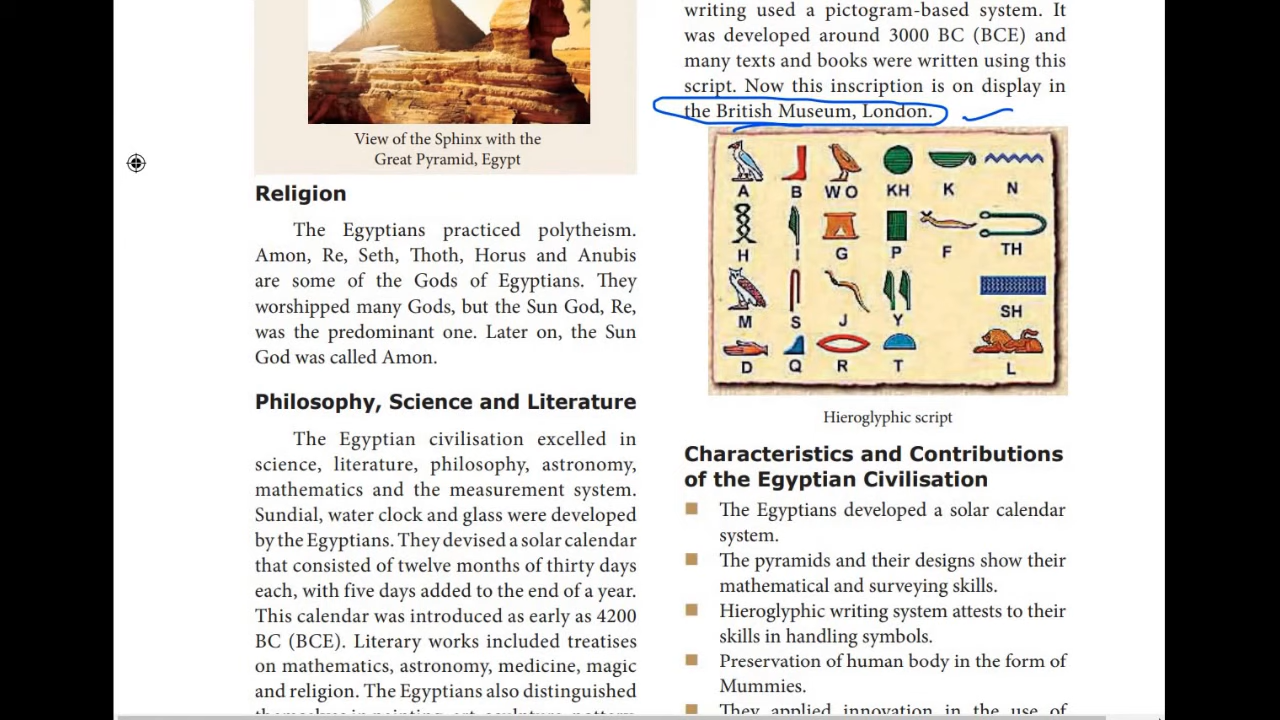 View of the Sphinx with the
Great Pyramid, Egypt
Religion
The Egyptians practiced polytheism.
Amon, Re, Seth, Thoth, Horus and Anubis
are some of the Gods of Egyptians. They
worshipped many Gods, but the Sun God, Re,
was the predominant one. Later on, the Sun
God was called Amon.
Philosophy, Science and Literature
The Egyptian civilisation excelled in
science, literature, philosophy, astronomy,
mathematics and the measurement system.
Sundial, water clock and glass were developed
by the Egyptians. They devised a solar calendar
that consisted of twelve months of thirty days
each, with five days added to the end of a year.
This calendar was introduced as early as 4200
BC (BCE). Literary works included treatises
on mathematics, astronomy, medicine, magic
and religion. The Egyptians also distinguished
writing used a pictogram-based system. It
was developed around 3000 BC (BCE) and
many texts and books were written using this
script. Now this inscription is on display in
the British Museum, London.
A B WO KH K N
H I G P F TH
M S J Y SH
D Q R T L
Hieroglyphic script
Characteristics and Contributions
of the Egyptian Civilisation
The Egyptians developed a solar calendar
system.
The pyramids and their designs show their
mathematical and surveying skills.
Hieroglyphic writing system attests to their
skills in handling symbols.
Preservation of human body in the form of
Mummies.
They applied innovation in the use of